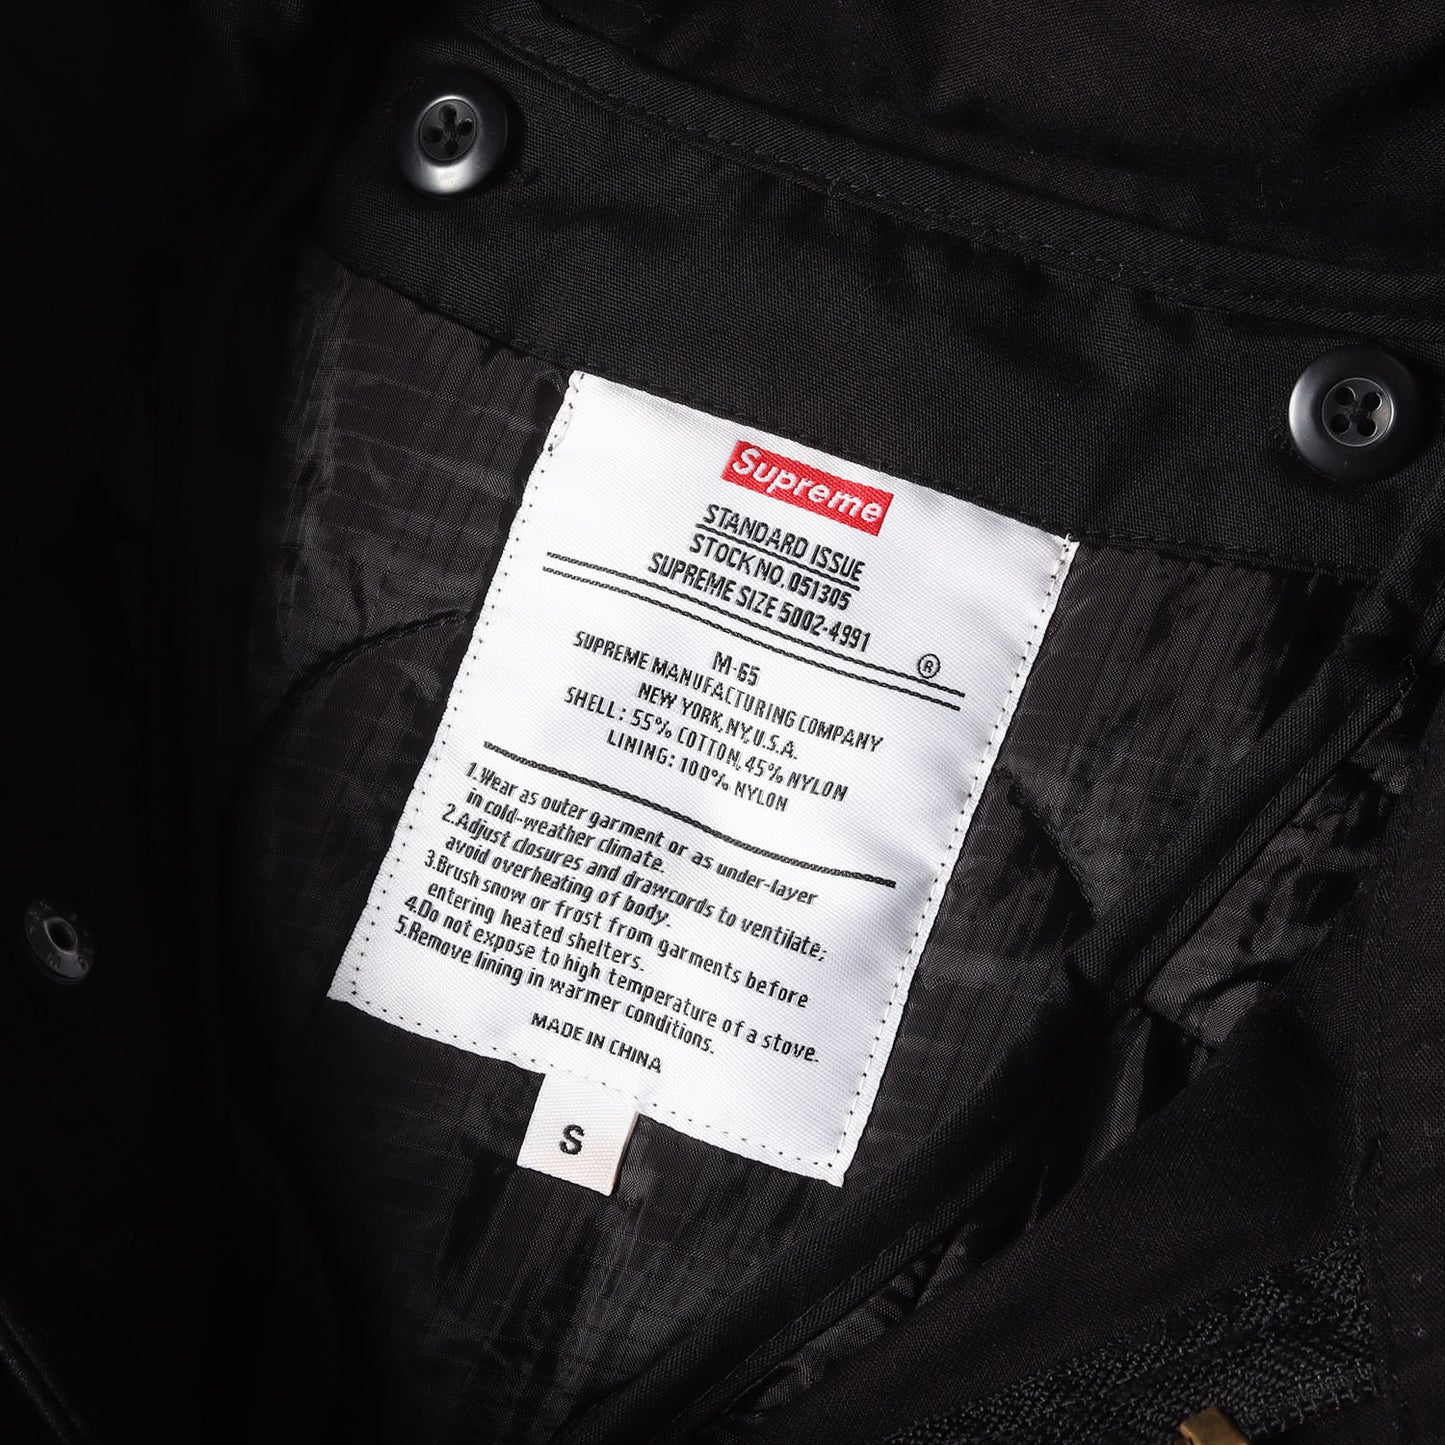 Supreme
STANDARD ISSUE
STOCK NO. 051305
SUPREME SIZE 5002-4991
®
M-65
SUPREME MANUFACTURING COMPANY
NEW YORK, NY, U.S.A.
SHELL: 55% COTTON, 45% NYLON
LINING: 100% NYLON
1.Wear as outer garment or as under-layer
in cold-weather climate.
2.Adjust closures and drawcords to ventilate;
avoid overheating of body.
3.Brush snow or frost from garments before
entering heated shelters.
4.Do not expose to high temperature of a stove.
5.Remove lining in warmer conditions.
MADE IN CHINA
S